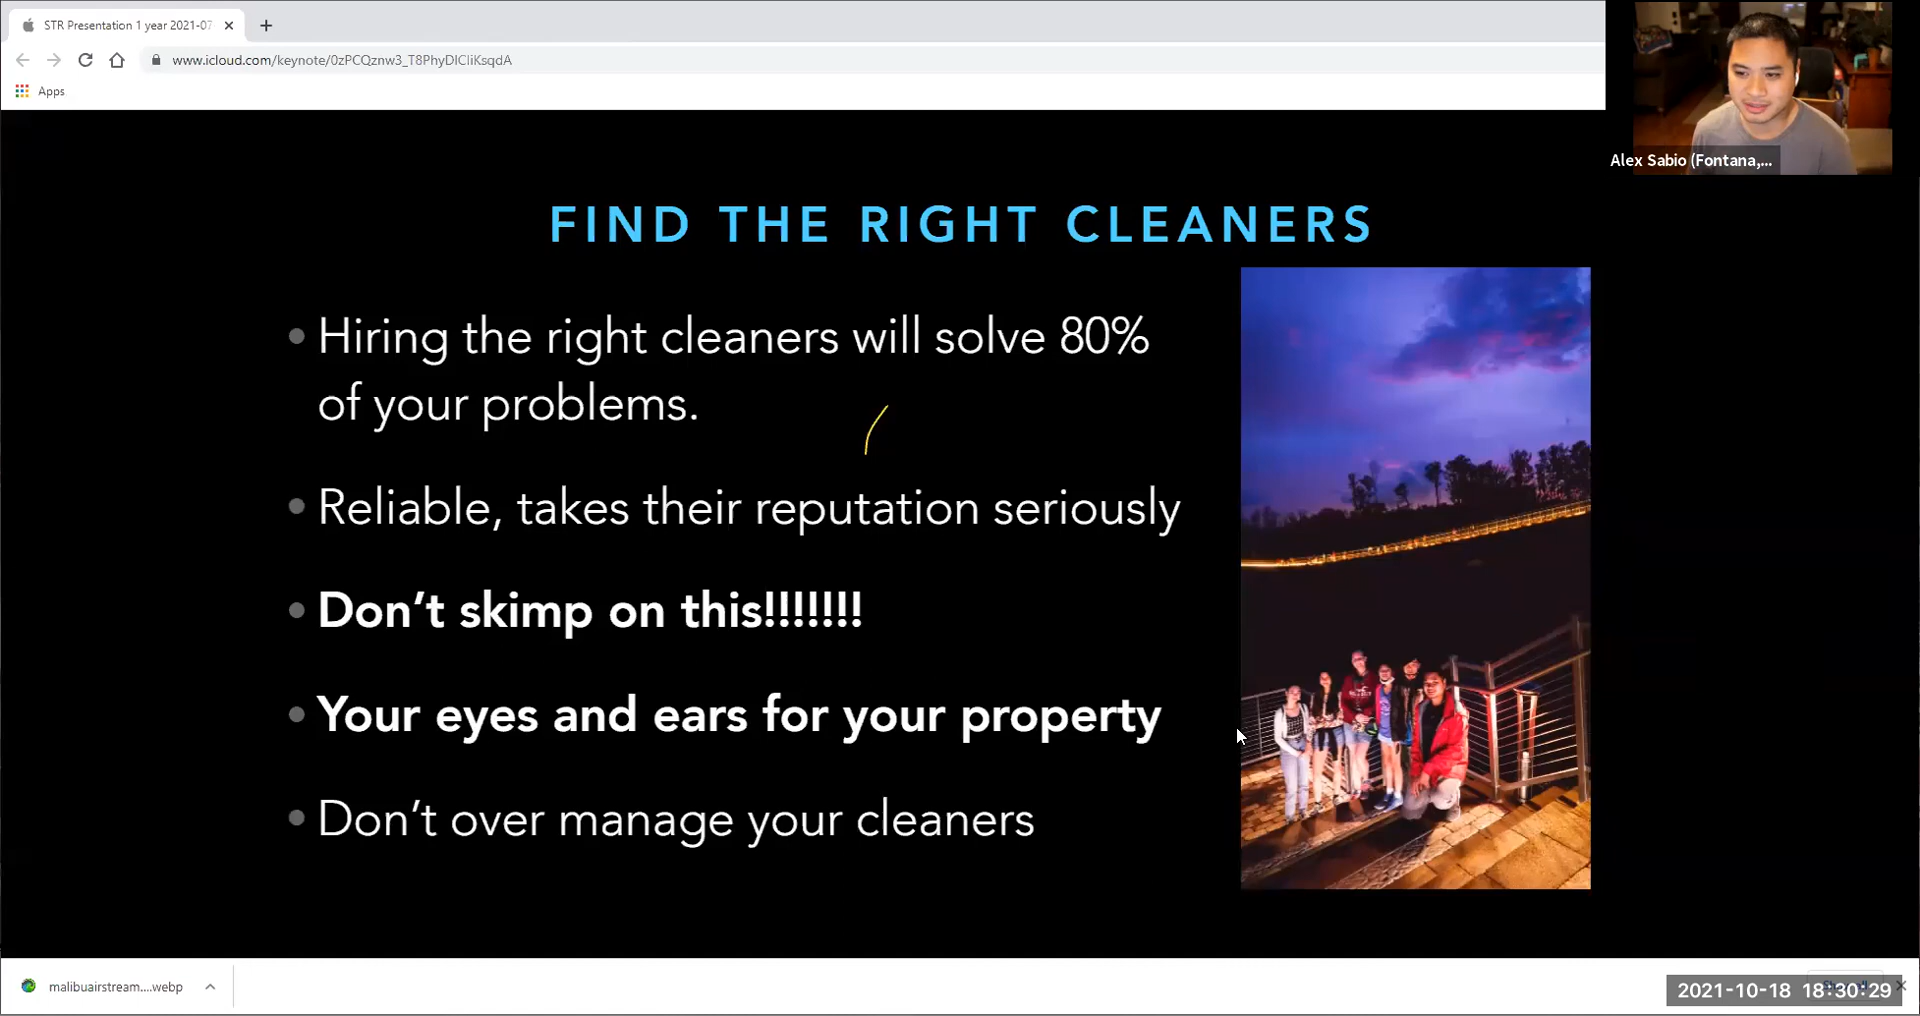 STR Presentation 1 year 2021-07
www.icloud.com/keynote/0zPCQznw3_T8PhyDlCIiKsqdA
Apps
Alex Sabio (Fontana,...
FIND THE RIGHT CLEANERS
Hiring the right cleaners will solve 80%
of your problems.
Reliable, takes their reputation seriously
Don’t skimp on this!!!!!!!
Your eyes and ears for your property
Don’t over manage your cleaners
malibuairstream....webp
2021-10-18 18:30:29